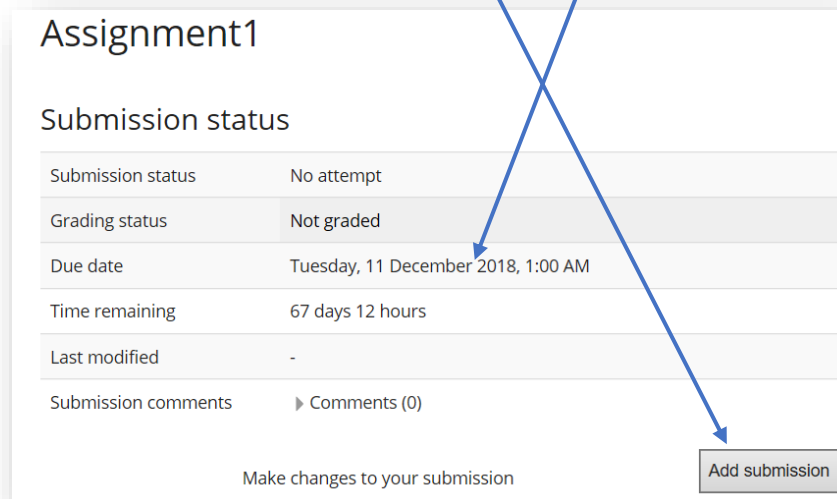 Assignment1
Submission status
Submission status No attempt
Grading status Not graded
Due date Tuesday, 11 December 2018, 1:00 AM
Time remaining 67 days 12 hours
Last modified -
Submission comments Comments (0)
Add submission
Make changes to your submission